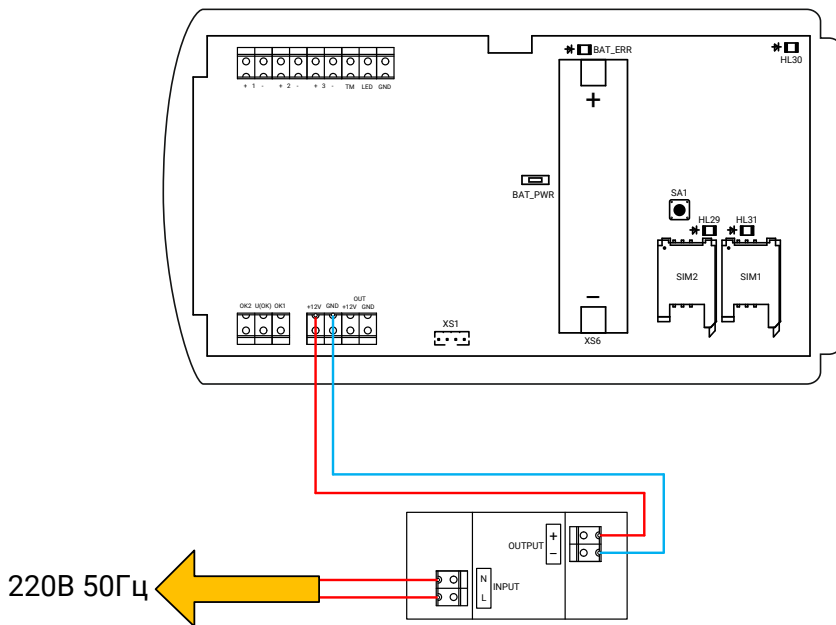 BAT_ERR
HL30
+ 1 - + 2 - + 3 - TM LED GND
+
BAT_PWR
SA1
HL29 HL31
SIM2 SIM1
OUT
OK2 U(OK) OK1 +12V GND +12V GND
XS1
−
XS6
OUTPUT + −
220В 50Гц
N
INPUT
L